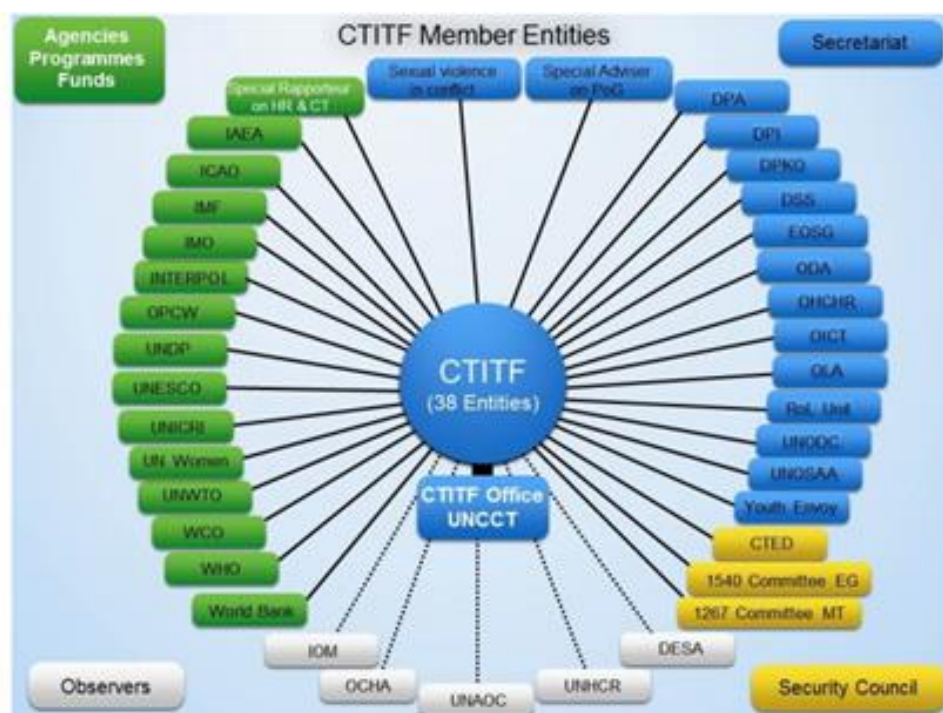 Agencies
Programmes
Funds
CTITF Member Entities
Secretariat
Special Rapporteur
on HR & CT
Sexual violence
in conflict
Special Adviser
on PoG
IAEA
ICAO
IMF
IMO
INTERPOL
OPCW
UNDP
UNESCO
UNICRI
UN Women
UNWTO
WCO
WHO
World Bank
DPA
DPI
DPKO
DSS
EOSG
ODA
OHCHR
OICT
OLA
RoL Unit
UNODC
UNOSAA
Youth Envoy
CTED
1540 Committee EG
1267 Committee MT
CTITF
(38 Entities)
CTITF Office
UNCCT
IOM
OCHA
UNAOC
UNHCR
DESA
Observers
Security Council